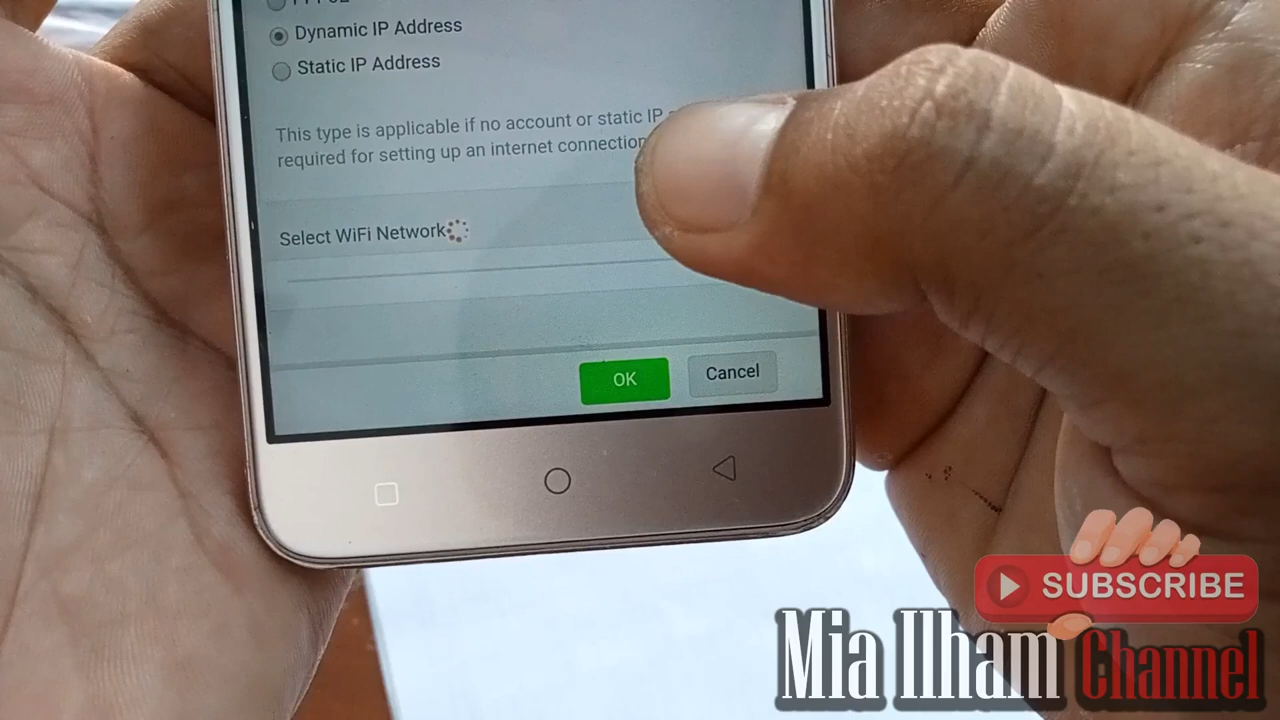 Dynamic IP Address
Static IP Address
This type is applicable if no account or static IP
required for setting up an internet connection
Select WiFi Network
OK
Cancel
SUBSCRIBE
Mia Ilham Channel